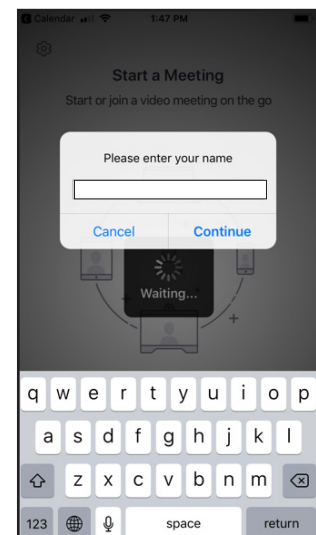 Calendar 1:47 PM
Start a Meeting
Start or join a video meeting on the go
Please enter your name
Cancel Continue
Waiting...
q w e r t y u i o p
a s d f g h j k l
z x c v b n m
123 space return